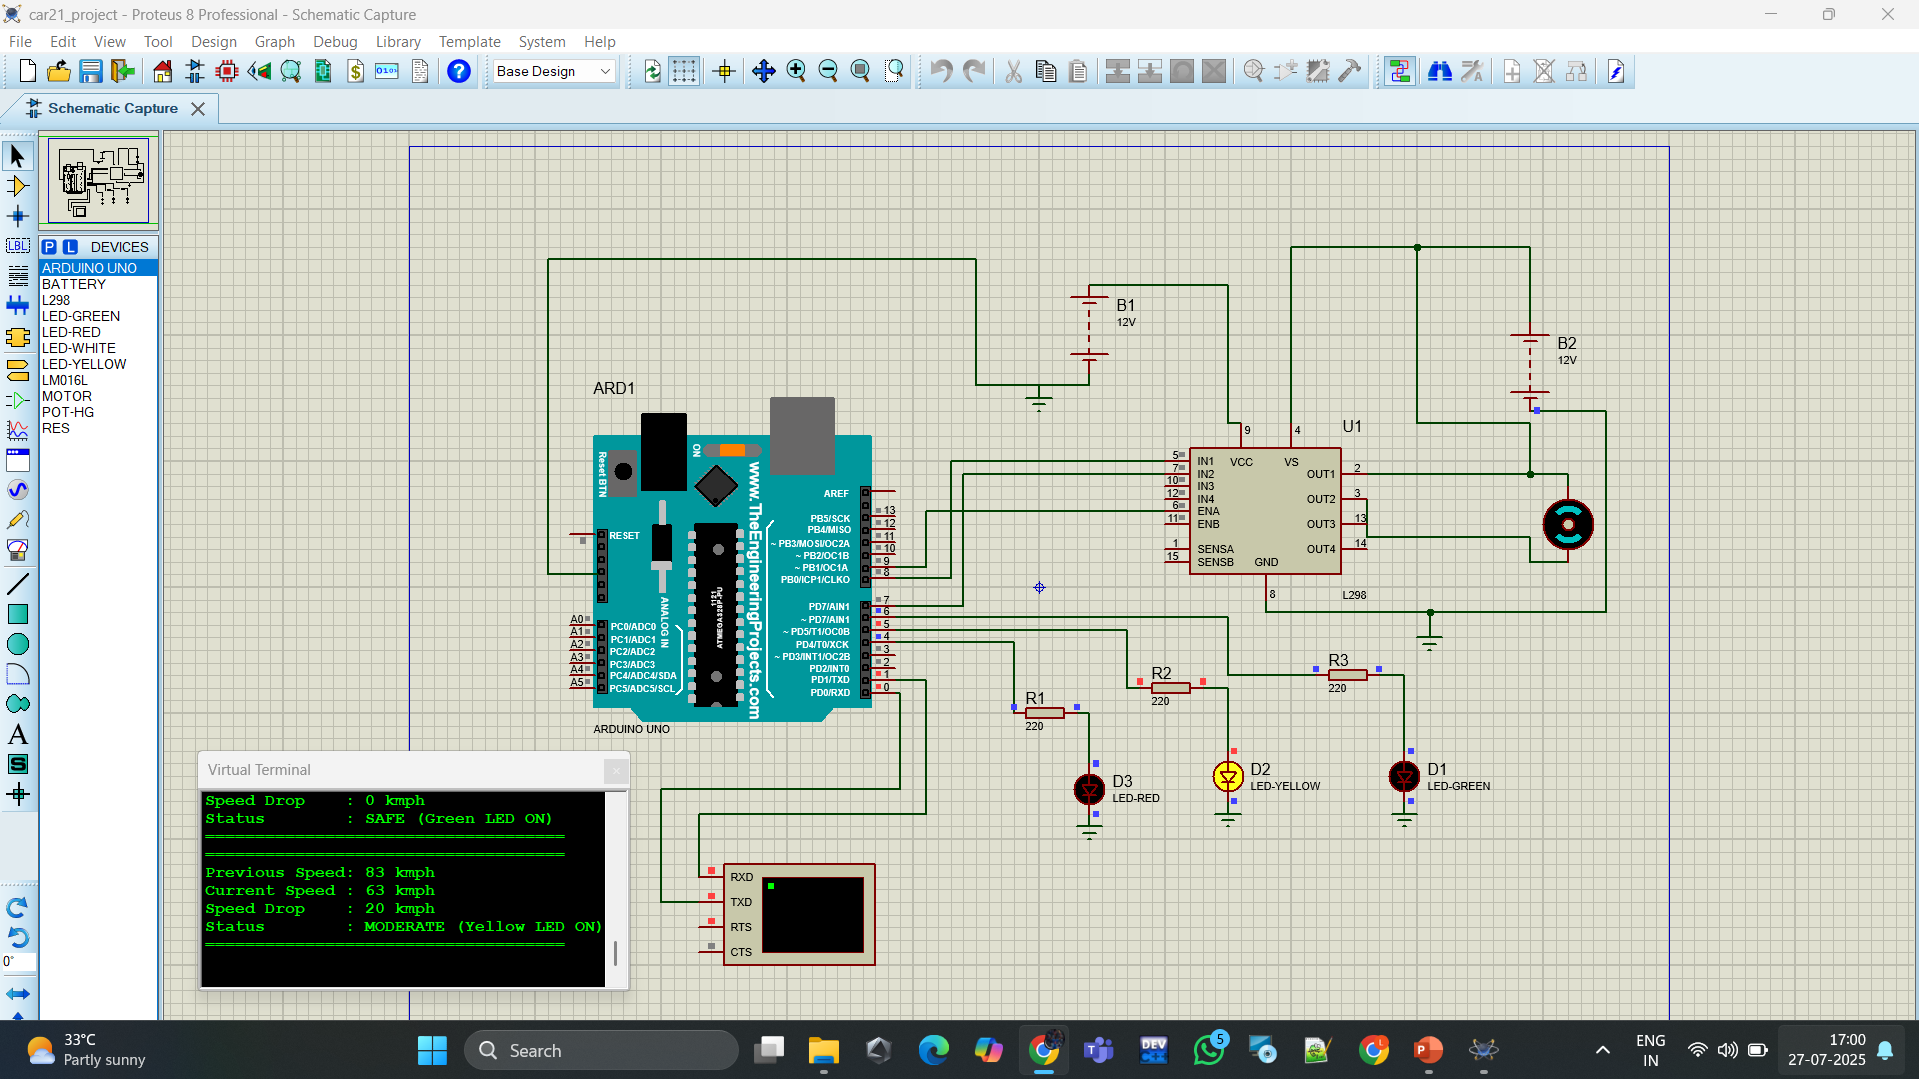 car21_project - Proteus 8 Professional - Schematic Capture
File Edit View Tool Design Graph Debug Library Template System Help
Base Design
Schematic Capture
P L DEVICES
ARDUINO UNO
BATTERY
L298
LED-GREEN
LED-RED
LED-WHITE
LED-YELLOW
LM016L
MOTOR
POT-HG
RES
LBL
A
S
0°
B1
12V
B2
12V
ARD1
Reset BTN
ON
www.TheEngineeringProjects.com
1121
ATMEGA328P-PU
ANALOG IN
RESET
A0 PC0/ADC0
A1 PC1/ADC1
A2 PC2/ADC2
A3 PC3/ADC3
A4 PC4/ADC4/SDA
A5 PC5/ADC5/SCL
AREF
PB5/SCK 13
PB4/MISO 12
~ PB3/MOSI/OC2A 11
~ PB2/OC1B 10
~ PB1/OC1A 9
PB0/ICP1/CLKO 8
PD7/AIN1 7
~ PD7/AIN1 6
~ PD5/T1/OC0B 5
PD4/T0/XCK 4
~ PD3/INT1/OC2B 3
PD2/INT0 2
PD1/TXD 1
PD0/RXD 0
ARDUINO UNO
U1
9 4
VCC VS
5 IN1
7 IN2
10 IN3
12 IN4
6 ENA
11 ENB
1 SENSA
15 SENSB
OUT1 2
OUT2 3
OUT3 13
OUT4 14
GND
8
L298
R1
220
R2
220
R3
220
D3
LED-RED
D2
LED-YELLOW
D1
LED-GREEN
RXD
TXD
RTS
CTS
Virtual Terminal
Speed Drop : 0 kmph
Status : SAFE (Green LED ON)
====================================
====================================
Previous Speed: 83 kmph
Current Speed : 63 kmph
Speed Drop : 20 kmph
Status : MODERATE (Yellow LED ON)
====================================
33°C
Partly sunny
Search
DEV
C++
5
ENG
IN
17:00
27-07-2025